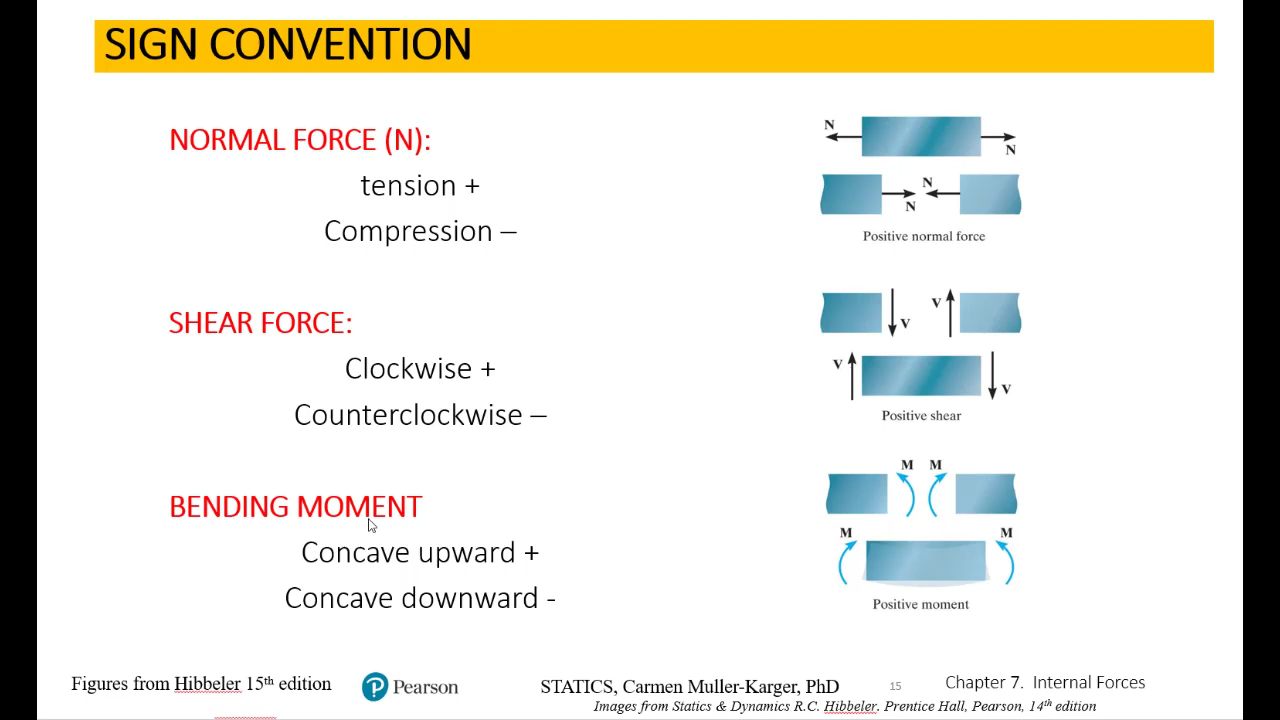 SIGN CONVENTION
NORMAL FORCE (N):
tension +
Compression –
N
N
N
N
Positive normal force
SHEAR FORCE:
Clockwise +
Counterclockwise –
V
V
V
V
Positive shear
BENDING MOMENT
Concave upward +
Concave downward -
M M
M M
Positive moment
Figures from Hibbeler 15th edition
Pearson
STATICS, Carmen Muller-Karger, PhD
15
Chapter 7. Internal Forces
Images from Statics & Dynamics R.C. Hibbeler. Prentice Hall, Pearson, 14th edition